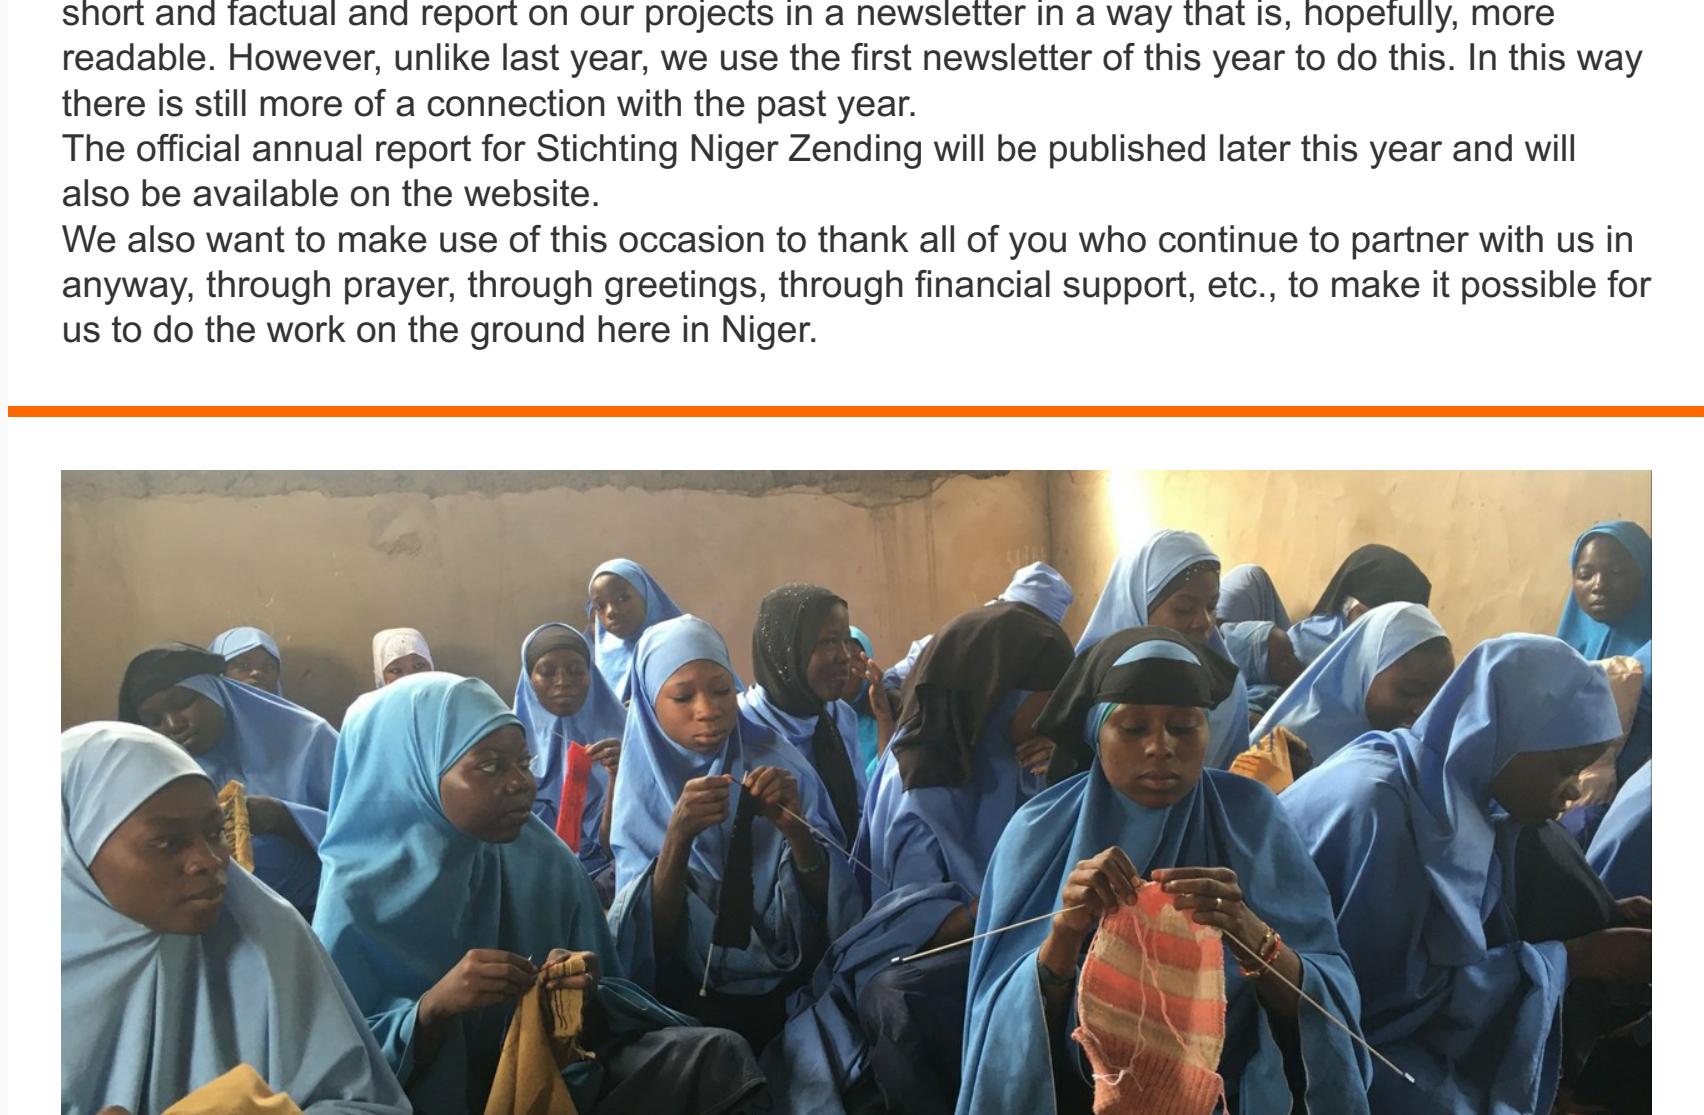 short and factual and report on our projects in a newsletter in a way that is, hopefully, more
readable. However, unlike last year, we use the first newsletter of this year to do this. In this way
there is still more of a connection with the past year.
The official annual report for Stichting Niger Zending will be published later this year and will
also be available on the website.
We also want to make use of this occasion to thank all of you who continue to partner with us in
anyway, through prayer, through greetings, through financial support, etc., to make it possible for
us to do the work on the ground here in Niger.